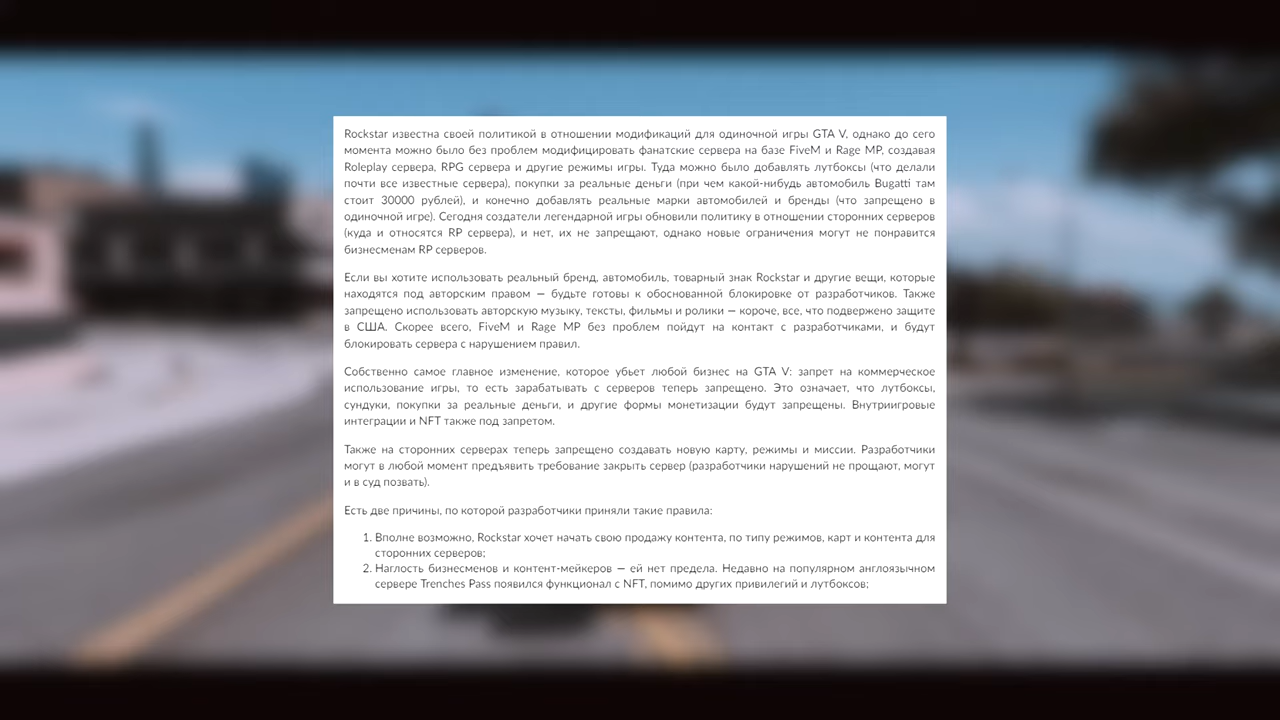 Rockstar известна своей политикой в отношении модификаций для одиночной игры GTA V, однако до сего
момента можно было без проблем модифицировать фанатские сервера на базе FiveM и Rage MP, создавая
Roleplay сервера, RPG сервера и другие режимы игры. Туда можно было добавлять лутбоксы (что делали
почти все известные сервера), покупки за реальные деньги (при чем какой-нибудь автомобиль Bugatti там
стоит 30000 рублей), и конечно добавлять реальные марки автомобилей и бренды (что запрещено в
одиночной игре). Сегодня создатели легендарной игры обновили политику в отношении сторонних серверов
(куда и относятся RP сервера), и нет, их не запрещают, однако новые ограничения могут не понравится
бизнесменам RP серверов.
Если вы хотите использовать реальный бренд, автомобиль, товарный знак Rockstar и другие вещи, которые
находятся под авторским правом — будьте готовы к обоснованной блокировке от разработчиков. Также
запрещено использовать авторскую музыку, тексты, фильмы и ролики — короче, все, что подвержено защите
в США. Скорее всего, FiveM и Rage MP без проблем пойдут на контакт с разработчиками, и будут
блокировать сервера с нарушением правил.
Собственно самое главное изменение, которое убьет любой бизнес на GTA V: запрет на коммерческое
использование игры, то есть зарабатывать с серверов теперь запрещено. Это означает, что лутбоксы,
сундуки, покупки за реальные деньги, и другие формы монетизации будут запрещены. Внутриигровые
интеграции и NFT также под запретом.
Также на сторонних серверах теперь запрещено создавать новую карту, режимы и миссии. Разработчики
могут в любой момент предъявить требование закрыть сервер (разработчики нарушений не прощают, могут
и в суд позвать).
Есть две причины, по которой разработчики приняли такие правила:
1. Вполне возможно, Rockstar хочет начать свою продажу контента, по типу режимов, карт и контента для
сторонних серверов;
2. Наглость бизнесменов и контент-мейкеров — ей нет предела. Недавно на популярном англоязычном
сервере Trenches Pass появился функционал с NFT, помимо других привилегий и лутбоксов;